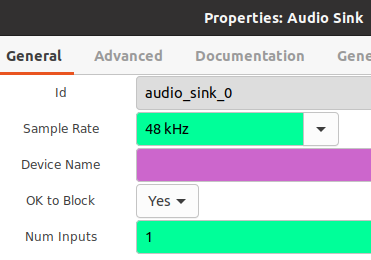 Properties: Audio Sink
General Advanced Documentation Gene
Id audio_sink_0
Sample Rate 48 kHz
Device Name
OK to Block Yes
Num Inputs 1